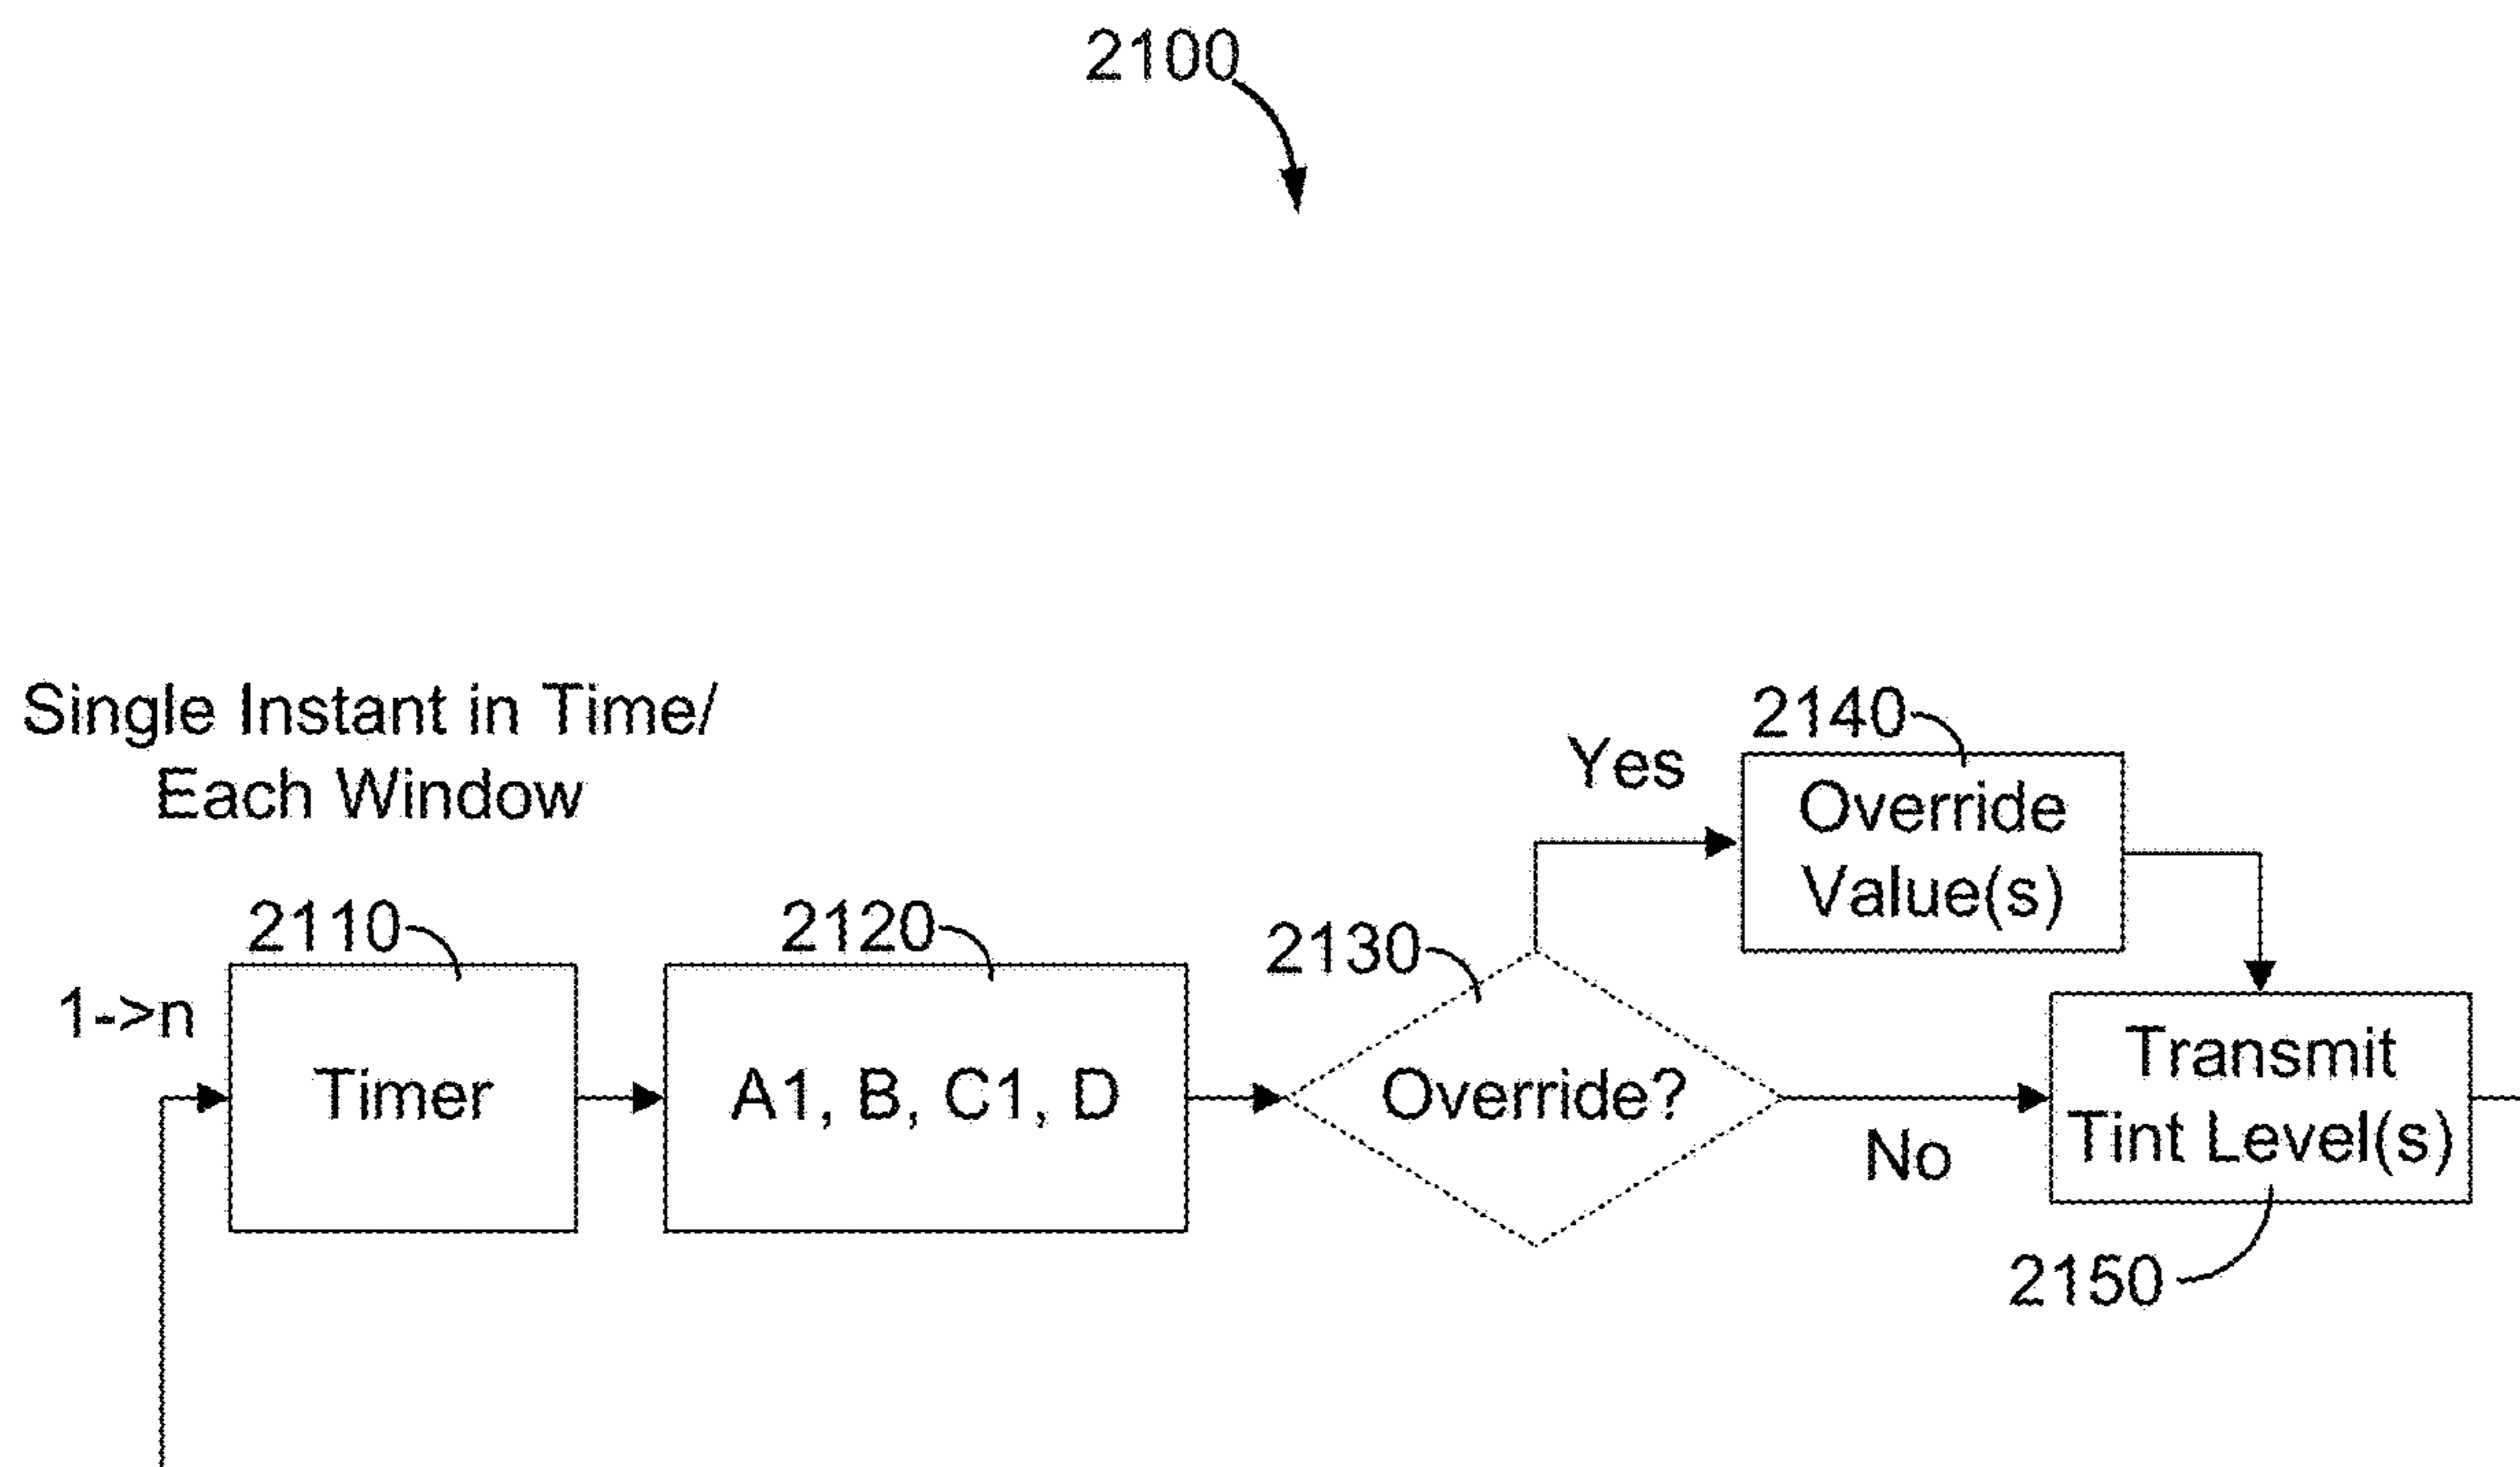 2100
Single Instant in Time/
Each Window
2140
Yes
Override
Value(s)
2110
2120
2130
1->n
Timer
A1, B, C1, D
Override?
No
Transmit
Tint Level(s)
2150